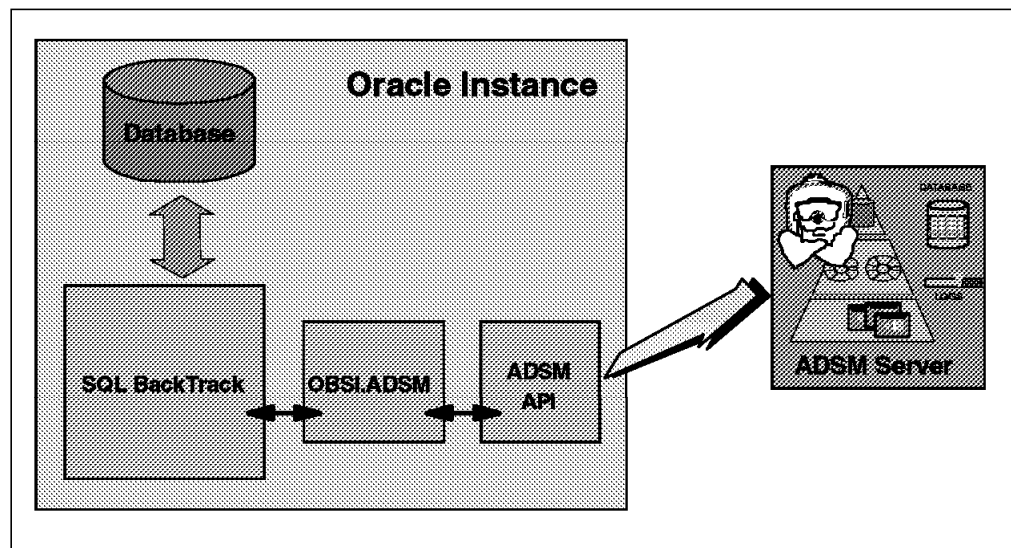 Oracle Instance
Database
SQL BackTrack
OBSI.ADSM
ADSM
API
DATABASE
LOGS
ADSM Server